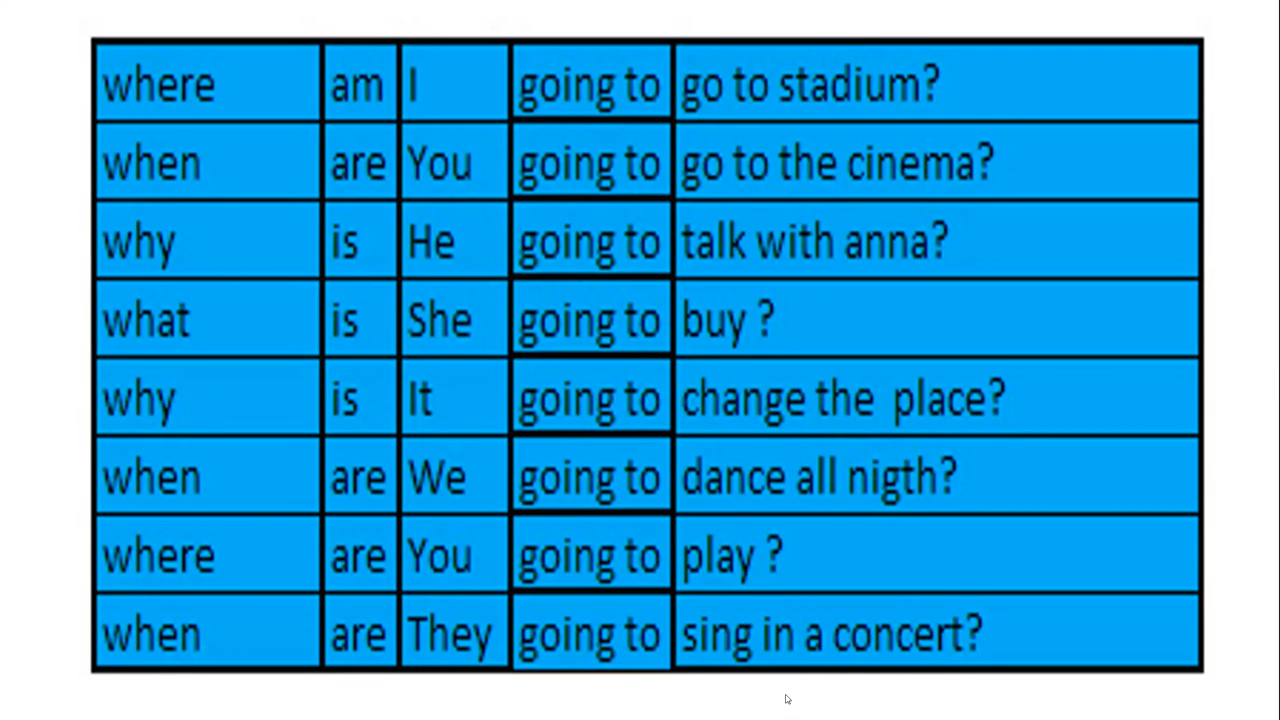 where am I going to go to stadium?
when are You going to go to the cinema?
why is He going to talk with anna?
what is She going to buy ?
why is It going to change the place?
when are We going to dance all nigth?
where are You going to play ?
when are They going to sing in a concert?